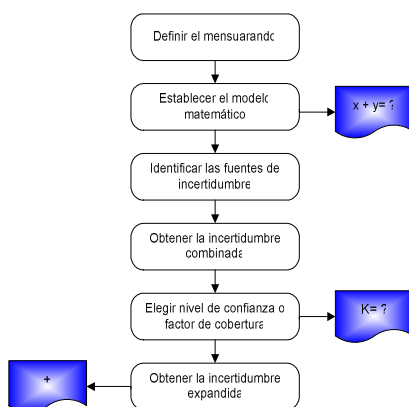 Definir el mensuarando
Establecer el modelo
matemático
x + y= ?
Identificar las fuentes de
incertidumbre
Obtener la incertidumbre
combinada
Elegir nivel de confianza o
factor de cobertura
K= ?
Obtener la incertidumbre
expandida
+